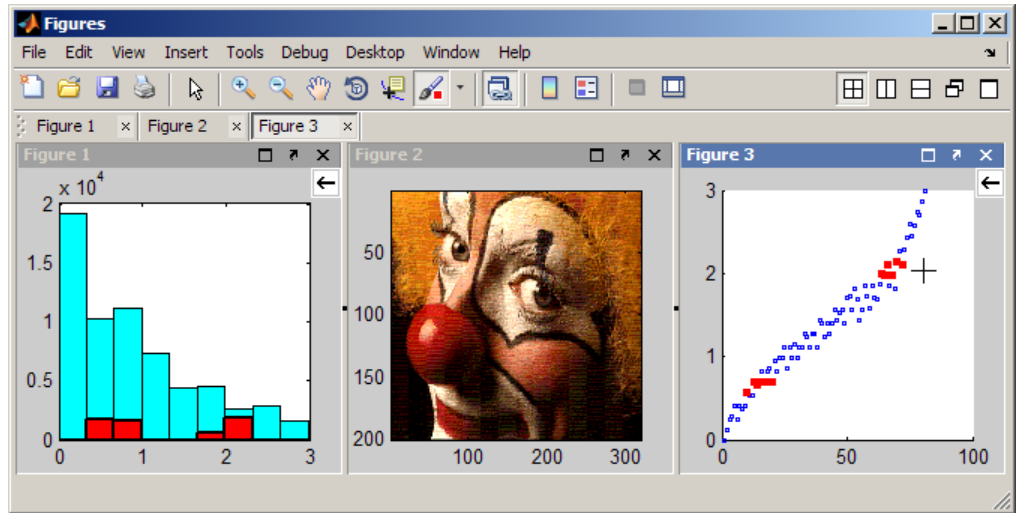 Figures
File Edit View Insert Tools Debug Desktop Window Help
Figure 1 × Figure 2 × Figure 3 ×
Figure 1
x 10^4
2
1.5
1
0.5
0
0 1 2 3
Figure 2
50
100
150
200
100 200 300
Figure 3
3
2
1
0
0 50 100